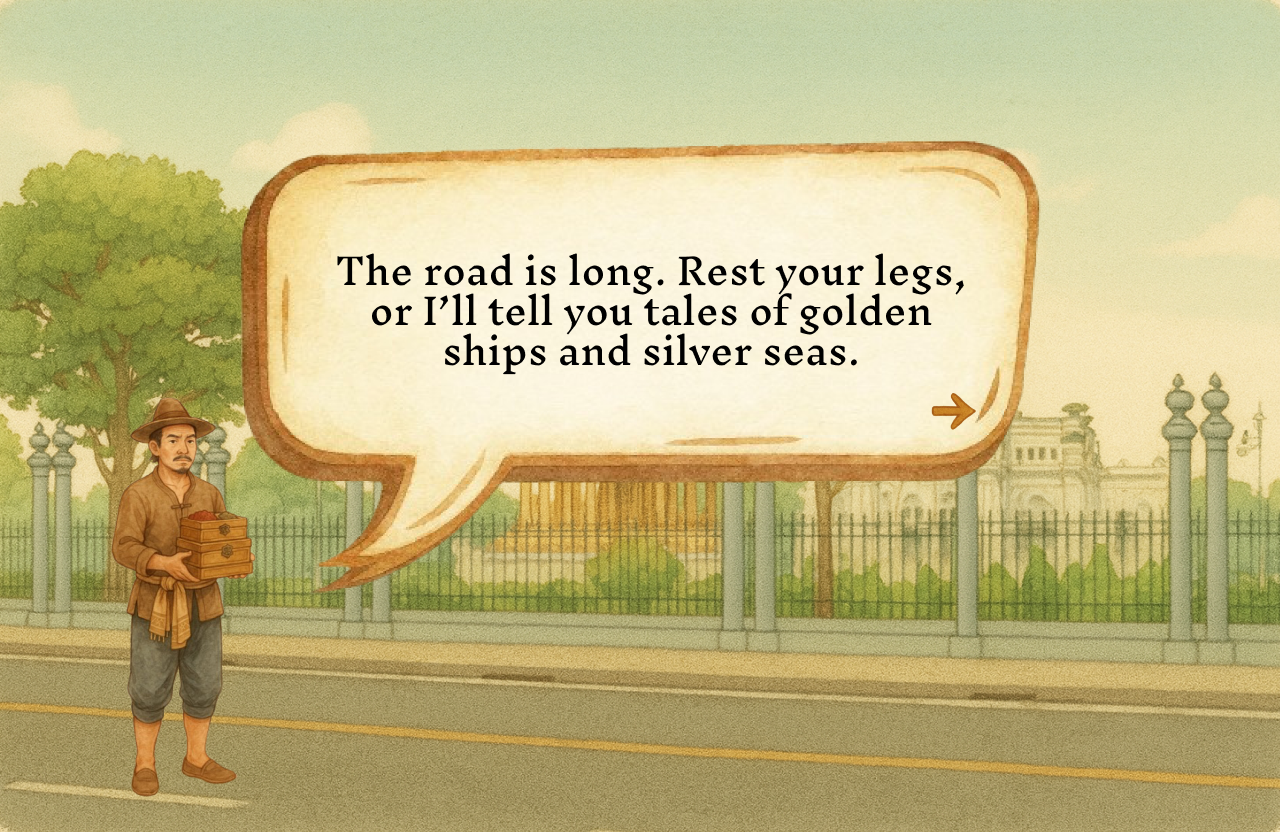 The road is long. Rest your legs,
or I’ll tell you tales of golden
ships and silver seas.